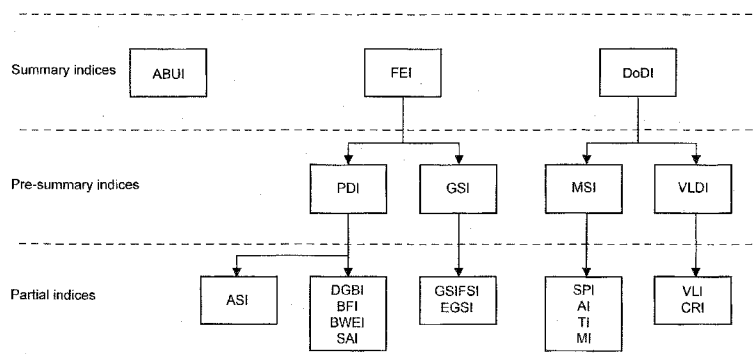 Summary indices
ABUI
FEI
DoDI
Pre-summary indices
PDI
GSI
MSI
VLDI
Partial indices
ASI
DGBI
BFI
BWEI
SAI
GSIFSI
EGSI
SPI
AI
TI
MI
VLI
CRI